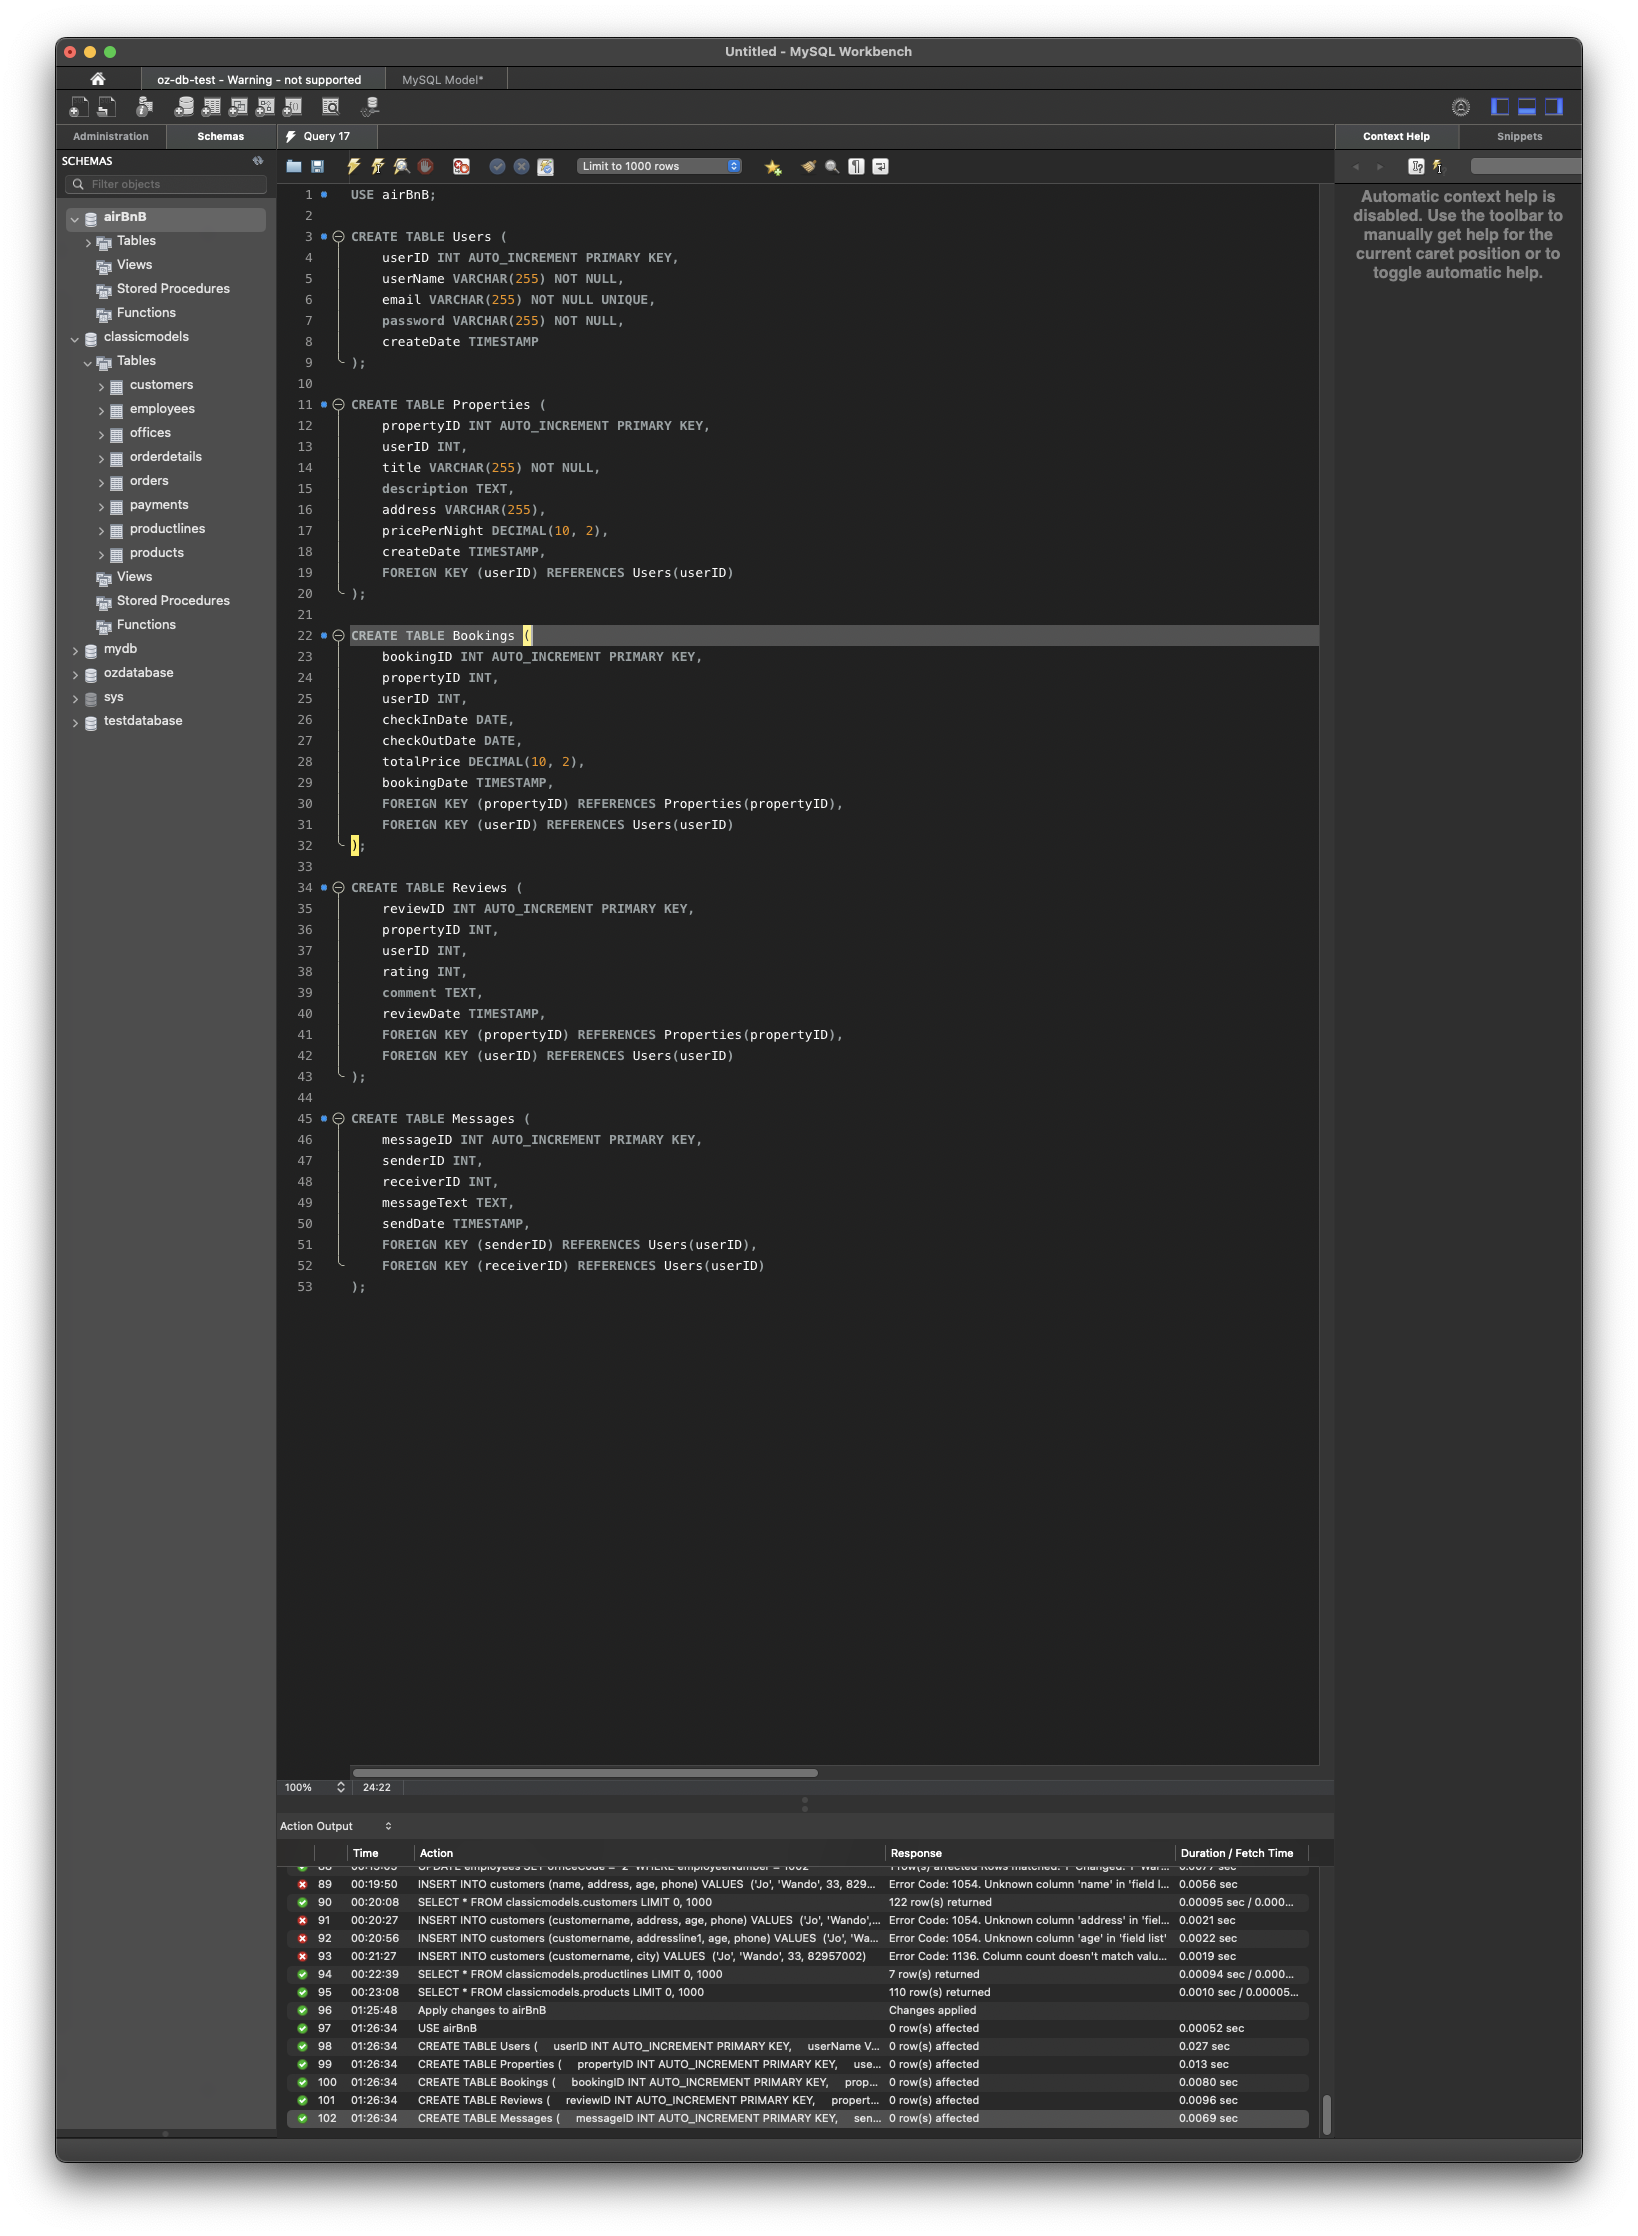 Untitled - MySQL Workbench
oz-db-test - Warning - not supported
MySQL Model*
Administration
Schemas
Query 17
Context Help
Snippets
SCHEMAS
Filter objects
Limit to 1000 rows
airBnB
Tables
Views
Stored Procedures
Functions
classicmodels
Tables
customers
employees
offices
orderdetails
orders
payments
productlines
products
Views
Stored Procedures
Functions
mydb
ozdatabase
sys
testdatabase
1 USE airBnB;
2
3 CREATE TABLE Users (
4 userID INT AUTO_INCREMENT PRIMARY KEY,
5 userName VARCHAR(255) NOT NULL,
6 email VARCHAR(255) NOT NULL UNIQUE,
7 password VARCHAR(255) NOT NULL,
8 createDate TIMESTAMP
9 );
10
11 CREATE TABLE Properties (
12 propertyID INT AUTO_INCREMENT PRIMARY KEY,
13 userID INT,
14 title VARCHAR(255) NOT NULL,
15 description TEXT,
16 address VARCHAR(255),
17 pricePerNight DECIMAL(10, 2),
18 createDate TIMESTAMP,
19 FOREIGN KEY (userID) REFERENCES Users(userID)
20 );
21
22 CREATE TABLE Bookings (
23 bookingID INT AUTO_INCREMENT PRIMARY KEY,
24 propertyID INT,
25 userID INT,
26 checkInDate DATE,
27 checkOutDate DATE,
28 totalPrice DECIMAL(10, 2),
29 bookingDate TIMESTAMP,
30 FOREIGN KEY (propertyID) REFERENCES Properties(propertyID),
31 FOREIGN KEY (userID) REFERENCES Users(userID)
32 );
33
34 CREATE TABLE Reviews (
35 reviewID INT AUTO_INCREMENT PRIMARY KEY,
36 propertyID INT,
37 userID INT,
38 rating INT,
39 comment TEXT,
40 reviewDate TIMESTAMP,
41 FOREIGN KEY (propertyID) REFERENCES Properties(propertyID),
42 FOREIGN KEY (userID) REFERENCES Users(userID)
43 );
44
45 CREATE TABLE Messages (
46 messageID INT AUTO_INCREMENT PRIMARY KEY,
47 senderID INT,
48 receiverID INT,
49 messageText TEXT,
50 sendDate TIMESTAMP,
51 FOREIGN KEY (senderID) REFERENCES Users(userID),
52 FOREIGN KEY (receiverID) REFERENCES Users(userID)
53 );
Automatic context help is
disabled. Use the toolbar to
manually get help for the
current caret position or to
toggle automatic help.
100% 24:22
Action Output
Time Action Response Duration / Fetch Time
89 00:19:50 INSERT INTO customers (name, address, age, phone) VALUES ('Jo', 'Wando', 33, 829... Error Code: 1054. Unknown column 'name' in 'field l... 0.0056 sec
90 00:20:08 SELECT * FROM classicmodels.customers LIMIT 0, 1000 122 row(s) returned 0.00095 sec / 0.000...
91 00:20:27 INSERT INTO customers (customername, address, age, phone) VALUES ('Jo', 'Wando',... Error Code: 1054. Unknown column 'address' in 'fiel... 0.0021 sec
92 00:20:56 INSERT INTO customers (customername, addressline1, age, phone) VALUES ('Jo', 'Wa... Error Code: 1054. Unknown column 'age' in 'field list' 0.0022 sec
93 00:21:27 INSERT INTO customers (customername, city) VALUES ('Jo', 'Wando', 33, 82957002) Error Code: 1136. Column count doesn't match valu... 0.0019 sec
94 00:22:39 SELECT * FROM classicmodels.productlines LIMIT 0, 1000 7 row(s) returned 0.00094 sec / 0.000...
95 00:23:08 SELECT * FROM classicmodels.products LIMIT 0, 1000 110 row(s) returned 0.0010 sec / 0.00005...
96 01:25:48 Apply changes to airBnB Changes applied
97 01:26:34 USE airBnB 0 row(s) affected 0.00052 sec
98 01:26:34 CREATE TABLE Users ( userID INT AUTO_INCREMENT PRIMARY KEY, userName V... 0 row(s) affected 0.027 sec
99 01:26:34 CREATE TABLE Properties ( propertyID INT AUTO_INCREMENT PRIMARY KEY, use... 0 row(s) affected 0.013 sec
100 01:26:34 CREATE TABLE Bookings ( bookingID INT AUTO_INCREMENT PRIMARY KEY, prop... 0 row(s) affected 0.0080 sec
101 01:26:34 CREATE TABLE Reviews ( reviewID INT AUTO_INCREMENT PRIMARY KEY, propert... 0 row(s) affected 0.0096 sec
102 01:26:34 CREATE TABLE Messages ( messageID INT AUTO_INCREMENT PRIMARY KEY, sen... 0 row(s) affected 0.0069 sec